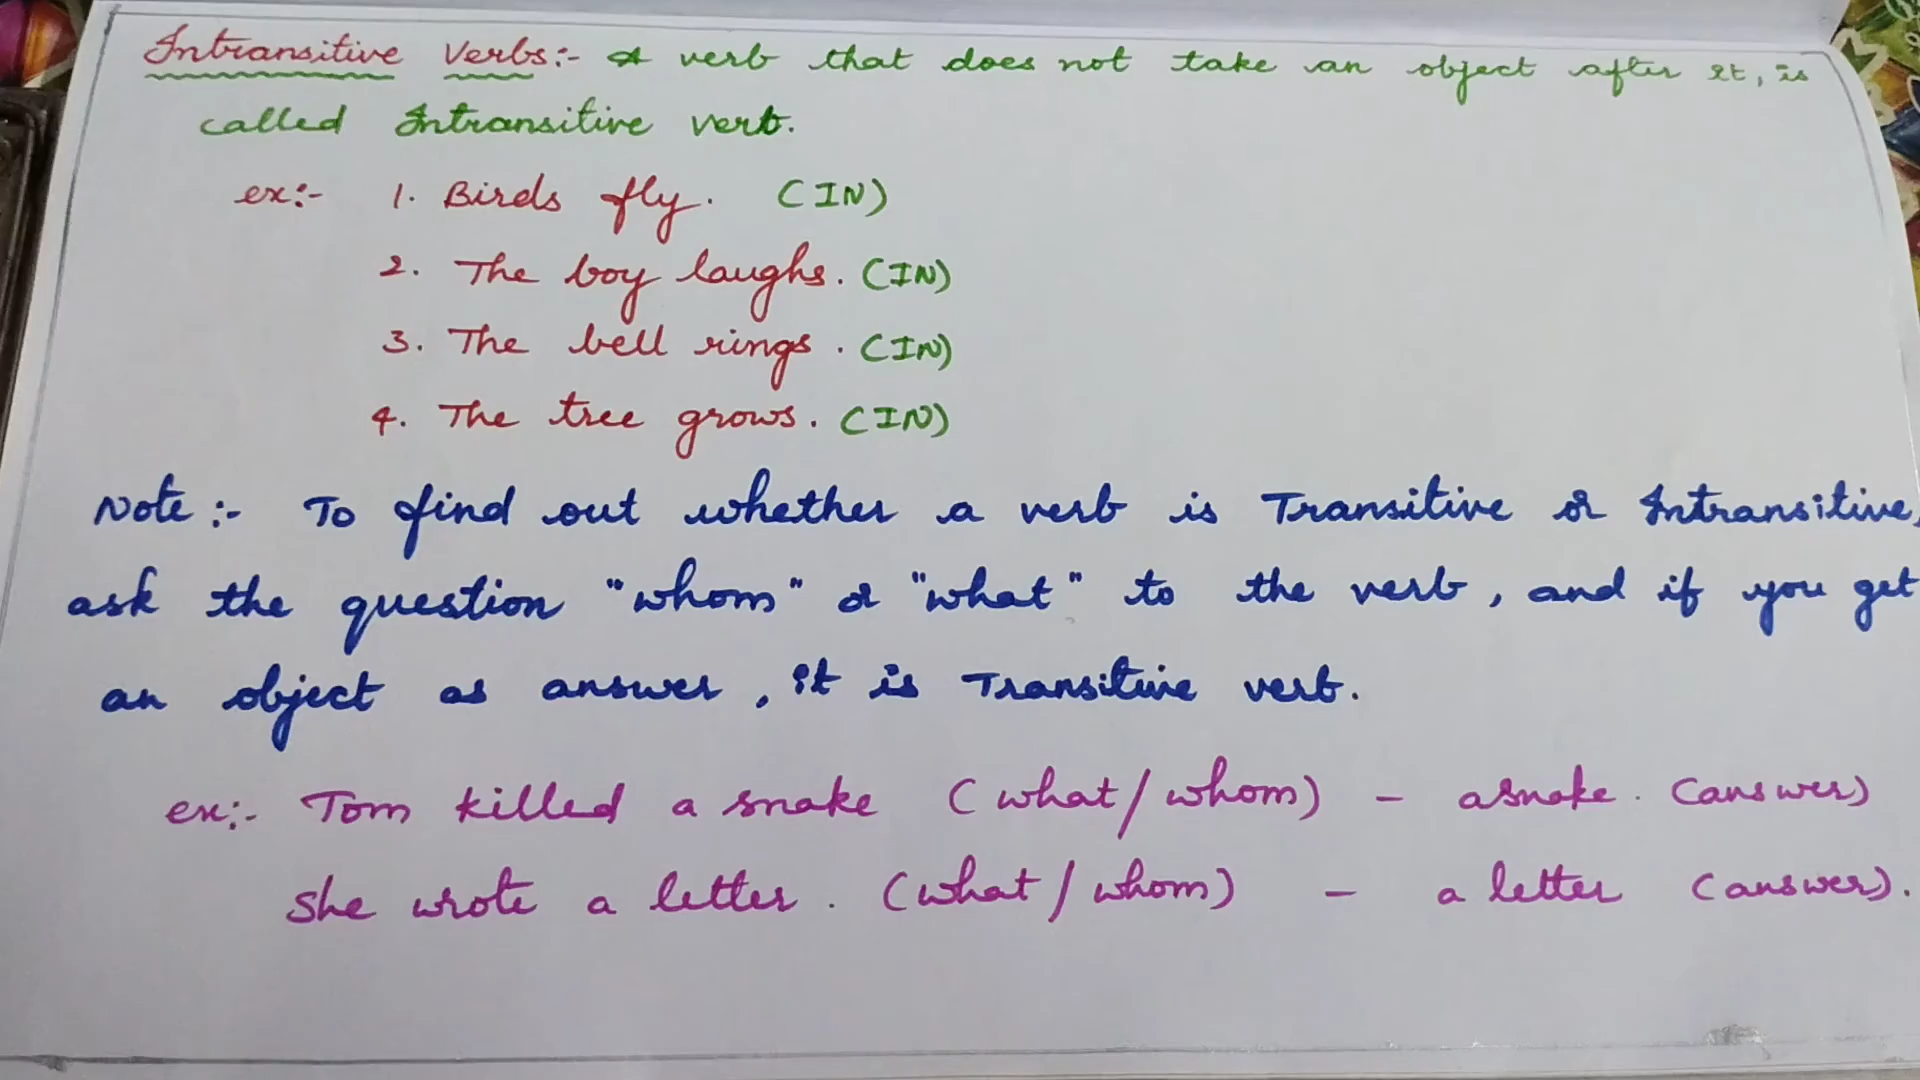 Intransitive Verbs:- A verb that does not take an object after it, is
called Intransitive verb.
ex:- 1. Birds fly. (IN)
2. The boy laughs. (IN)
3. The bell rings. (IN)
4. The tree grows. (IN)
Note:- To find out whether a verb is Transitive or Intransitive,
ask the question "whom" or "what" to the verb, and if you get
an object as answer, it is Transitive verb.
ex:- Tom killed a snake (what/whom) - a snake. (answer)
She wrote a letter. (what/whom) - a letter (answer).